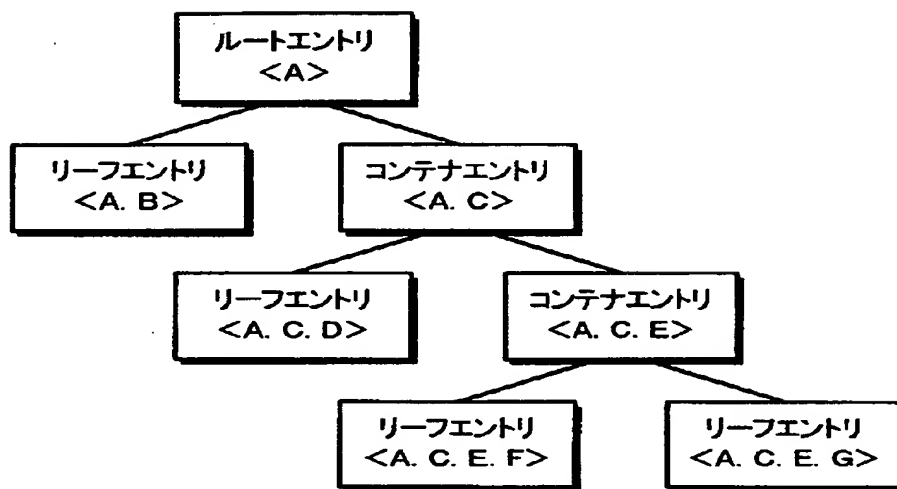 ルートエントリ
<A>
リーフエントリ
<A. B>
コンテナエントリ
<A. C>
リーフエントリ
<A. C. D>
コンテナエントリ
<A. C. E>
リーフエントリ
<A. C. E. F>
リーフエントリ
<A. C. E. G>